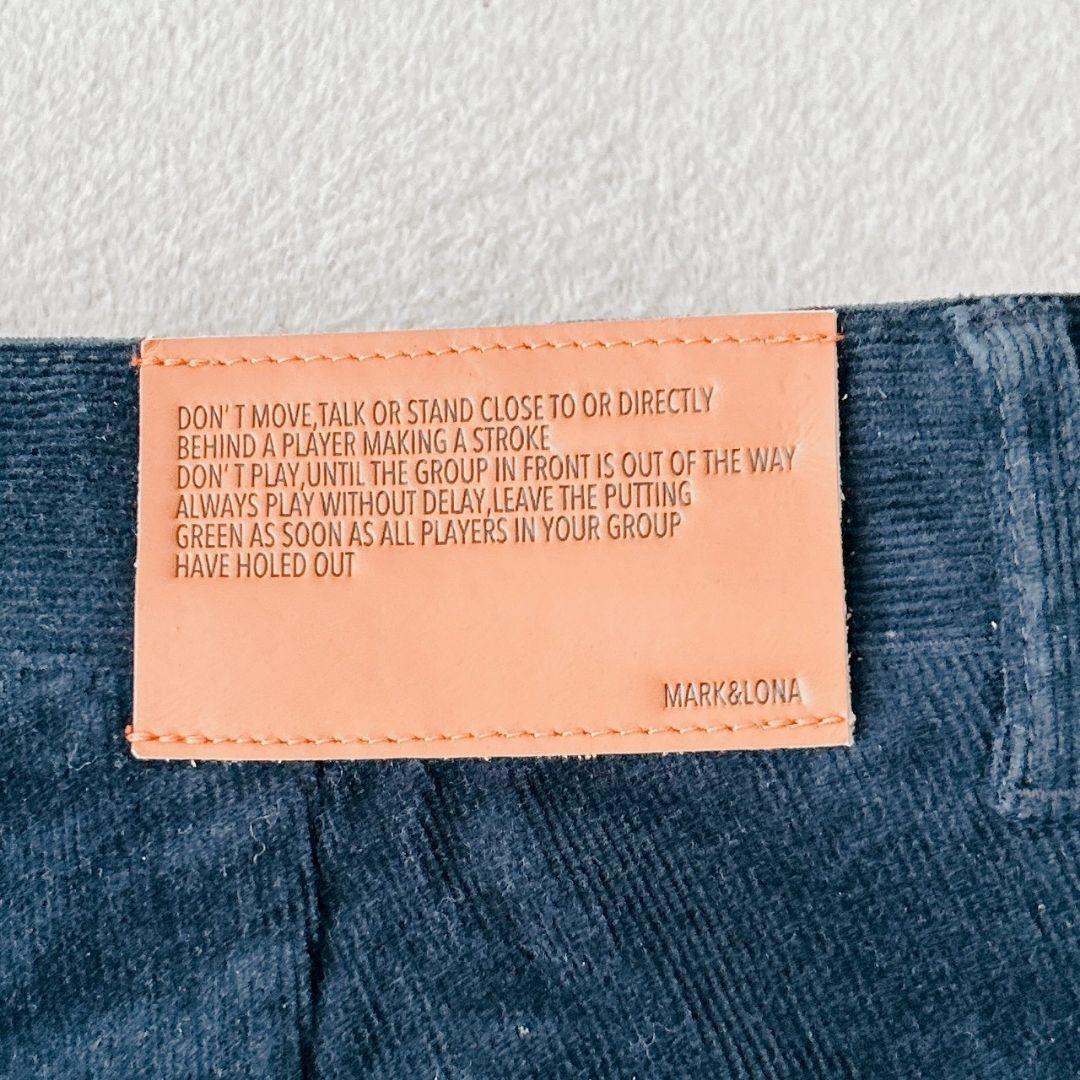 DON'T MOVE,TALK OR STAND CLOSE TO OR DIRECTLY
BEHIND A PLAYER MAKING A STROKE
DON'T PLAY,UNTIL THE GROUP IN FRONT IS OUT OF THE WAY
ALWAYS PLAY WITHOUT DELAY,LEAVE THE PUTTING
GREEN AS SOON AS ALL PLAYERS IN YOUR GROUP
HAVE HOLED OUT
MARK&LONA